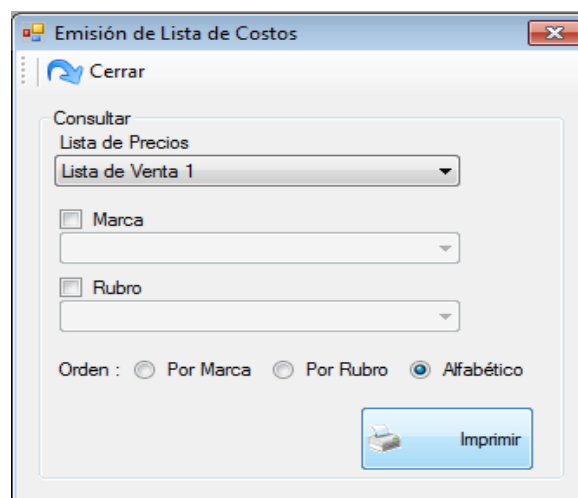 Emisión de Lista de Costos
Cerrar
Consultar
Lista de Precios
Lista de Venta 1
Marca
Rubro
Orden : Por Marca Por Rubro Alfabético
Imprimir